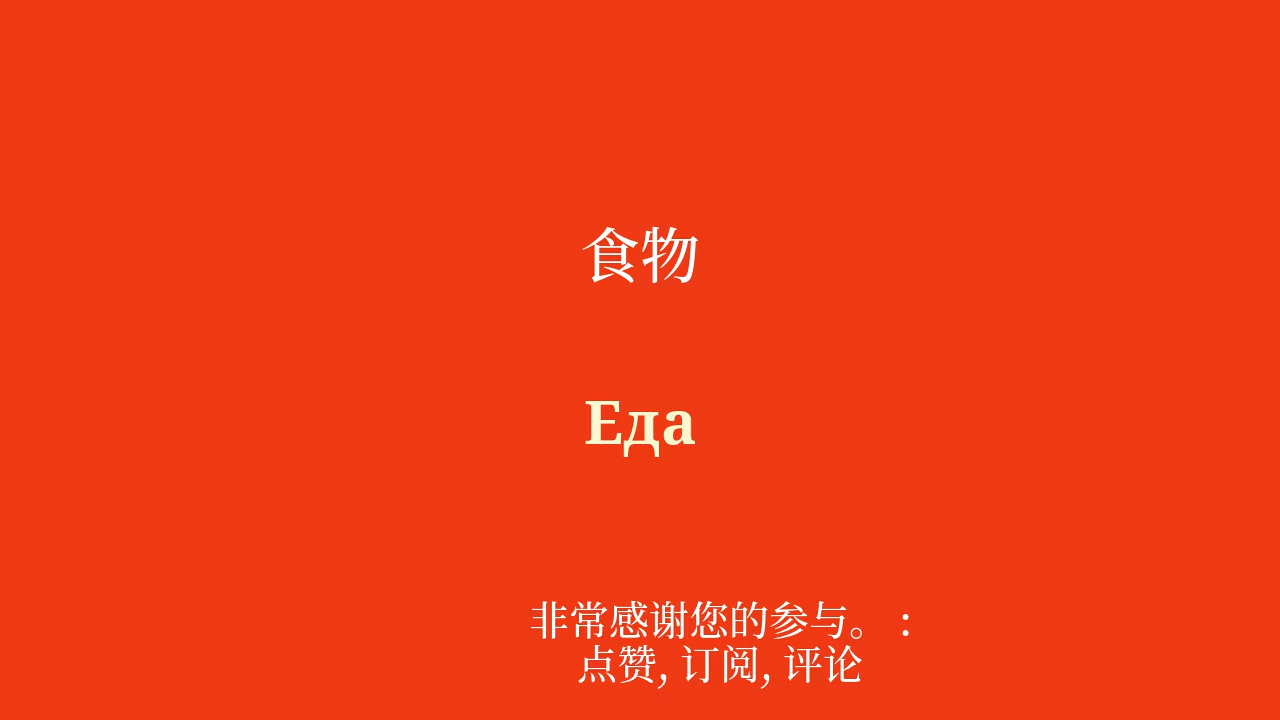 食物
Еда
非常感谢您的参与。 :
点赞, 订阅, 评论